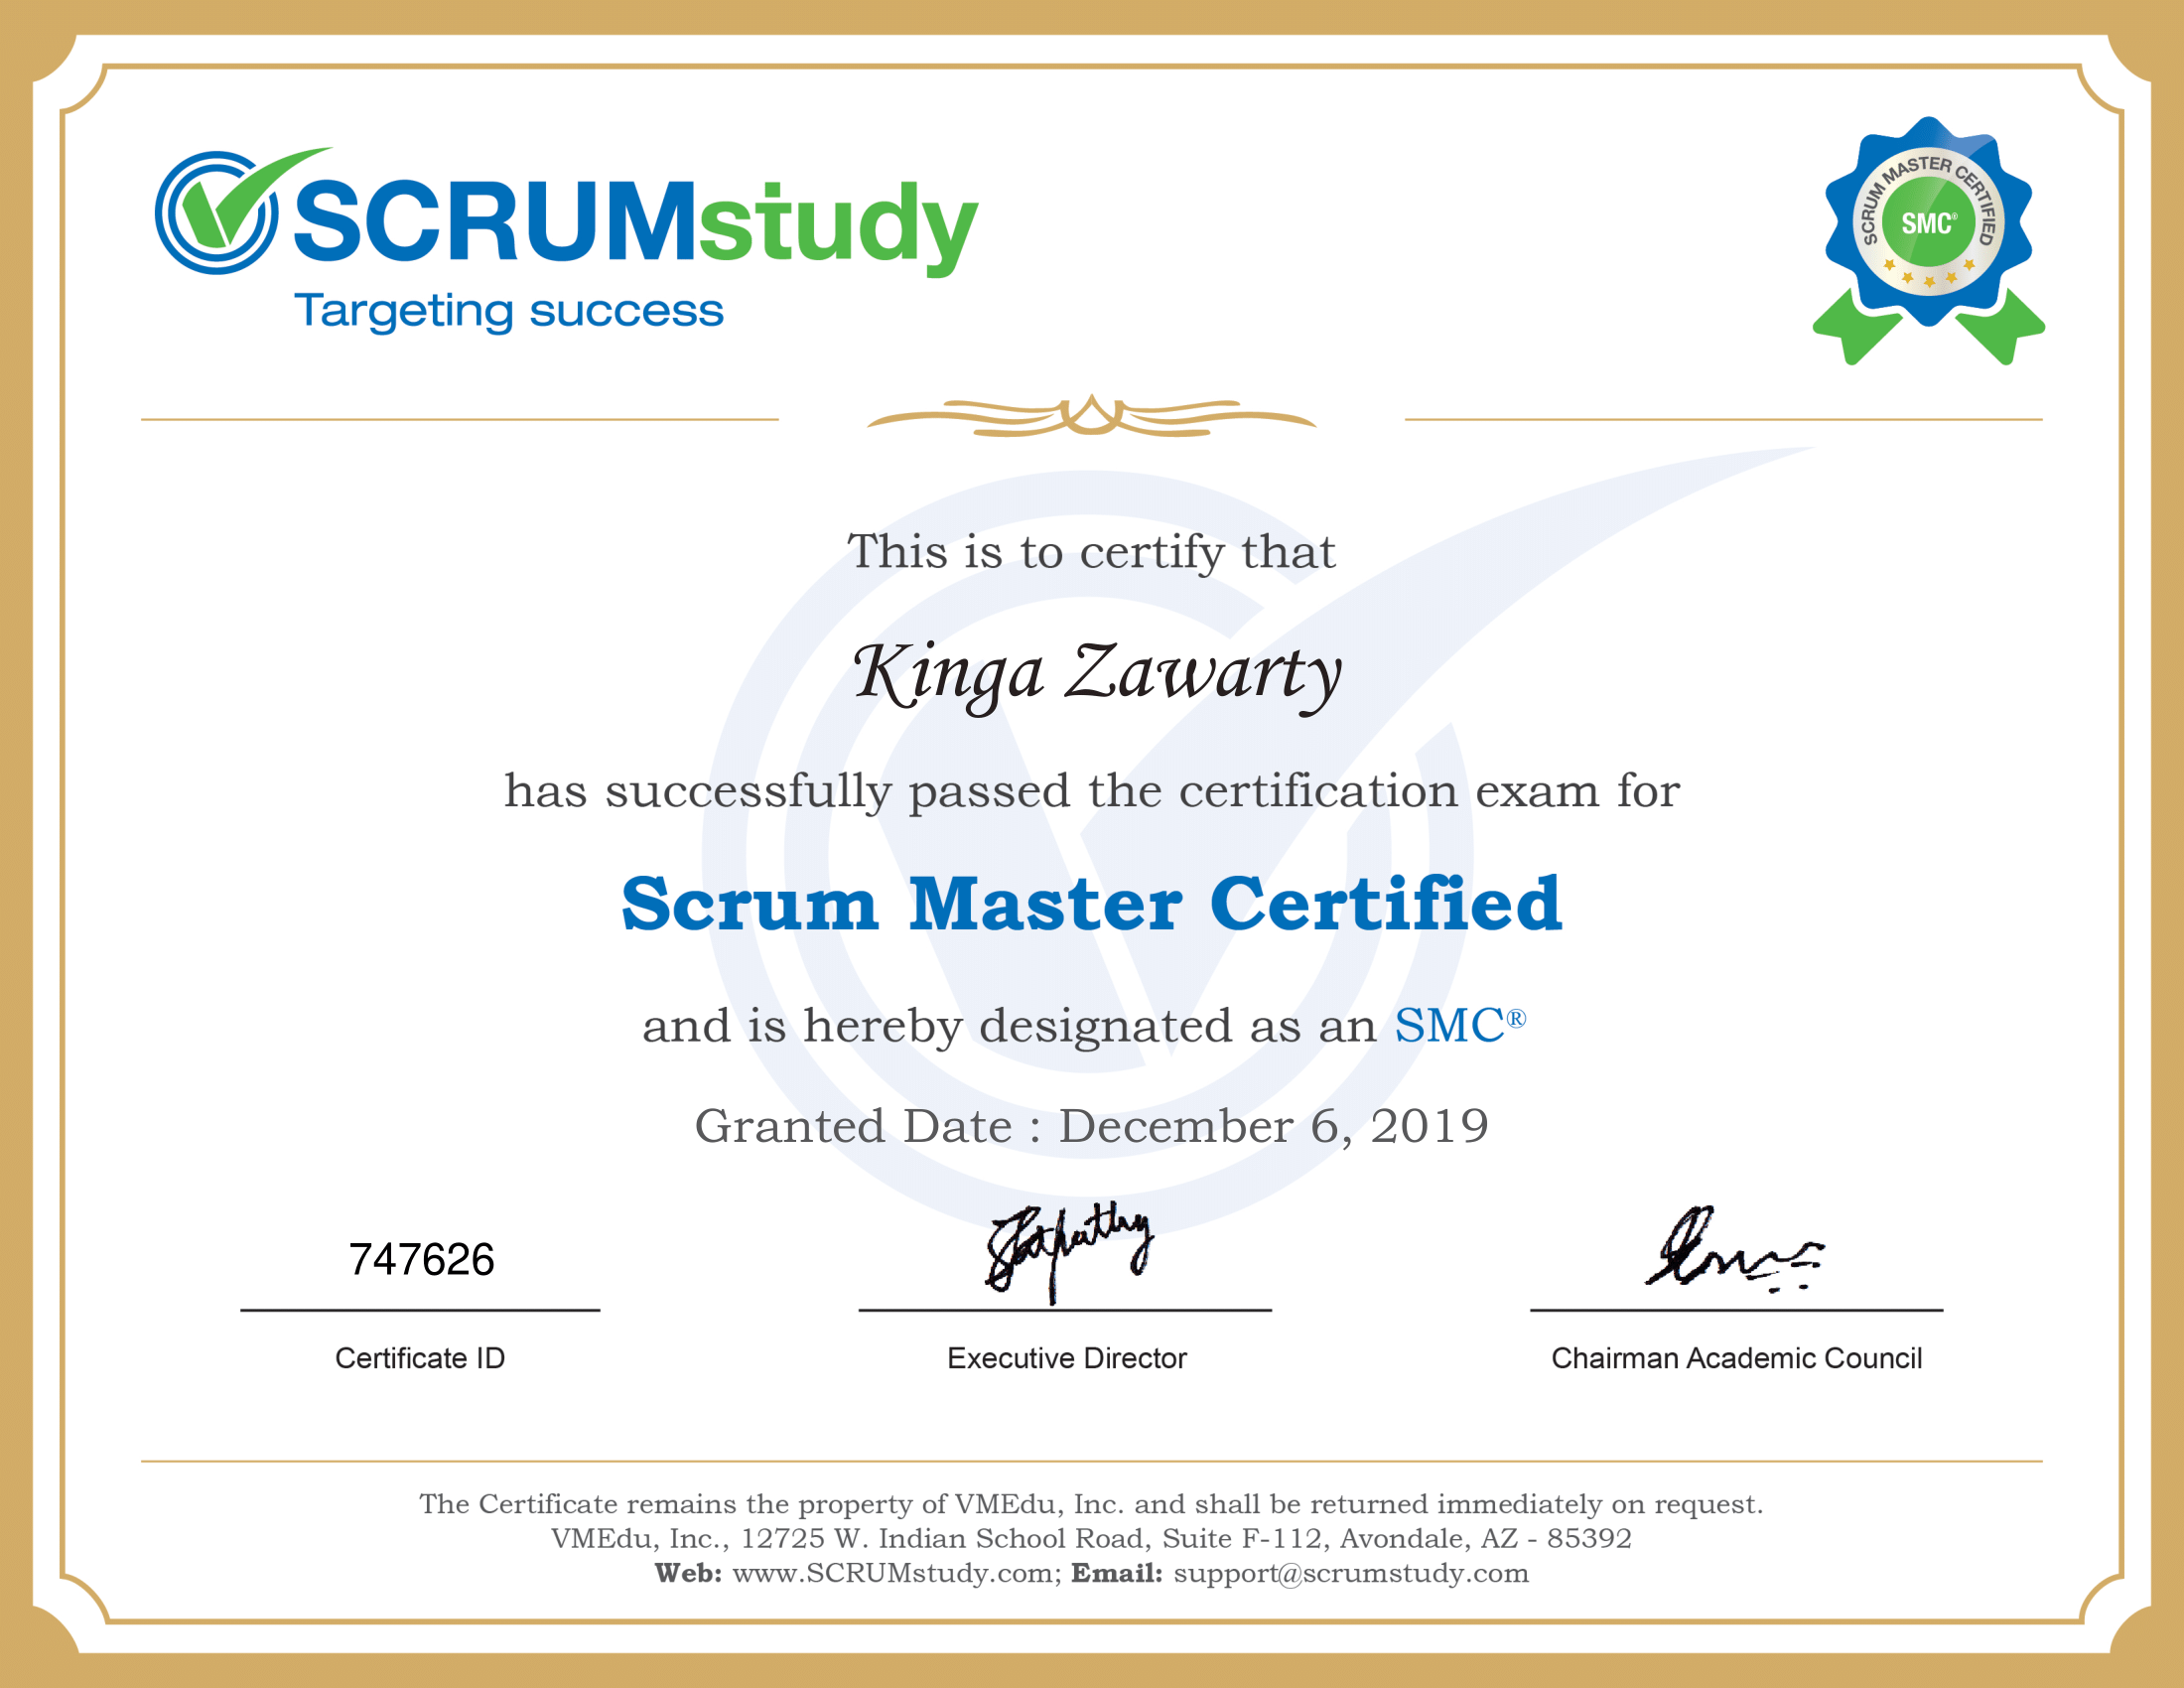 SCRUMstudy
Targeting success
SCRUM MASTER CERTIFIED
SMC®
This is to certify that
Kinga Zawarty
has successfully passed the certification exam for
Scrum Master Certified
and is hereby designated as an SMC®
Granted Date : December 6, 2019
747626
Certificate ID
Executive Director
Chairman Academic Council
The Certificate remains the property of VMEdu, Inc. and shall be returned immediately on request.
VMEdu, Inc., 12725 W. Indian School Road, Suite F-112, Avondale, AZ - 85392
Web: www.SCRUMstudy.com; Email: support@scrumstudy.com